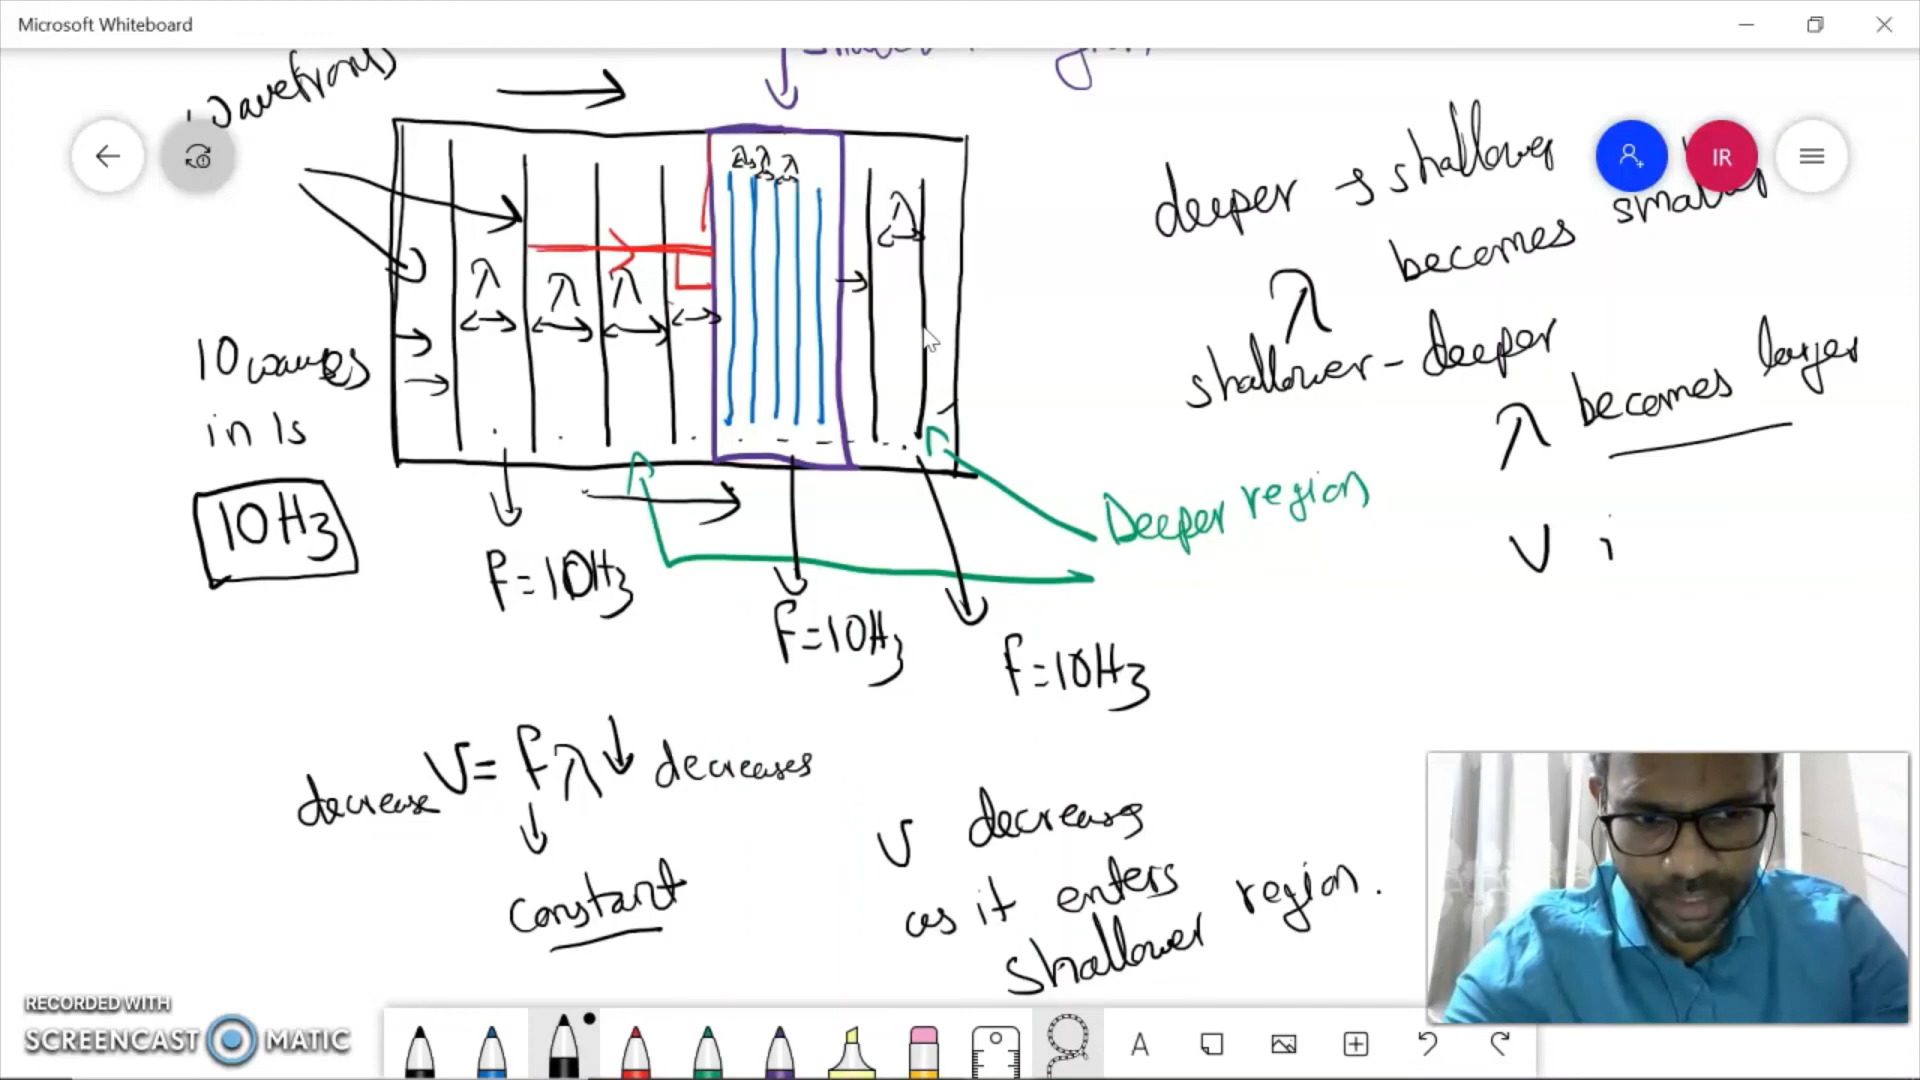 Microsoft Whiteboard
wavefronts
deeper → shallower
λ becomes smaller
IR
λ λ λ
λ
λ λ λ
10 waves
in 1s
10Hz
shallower - deeper
λ becomes larger
Deeper region
v i
f=10Hz
f=10Hz
f=10Hz
decrease v= fλ↓ decreases
constant
v decreases
as it enters
shallower region.
RECORDED WITH
SCREENCAST MATIC
A